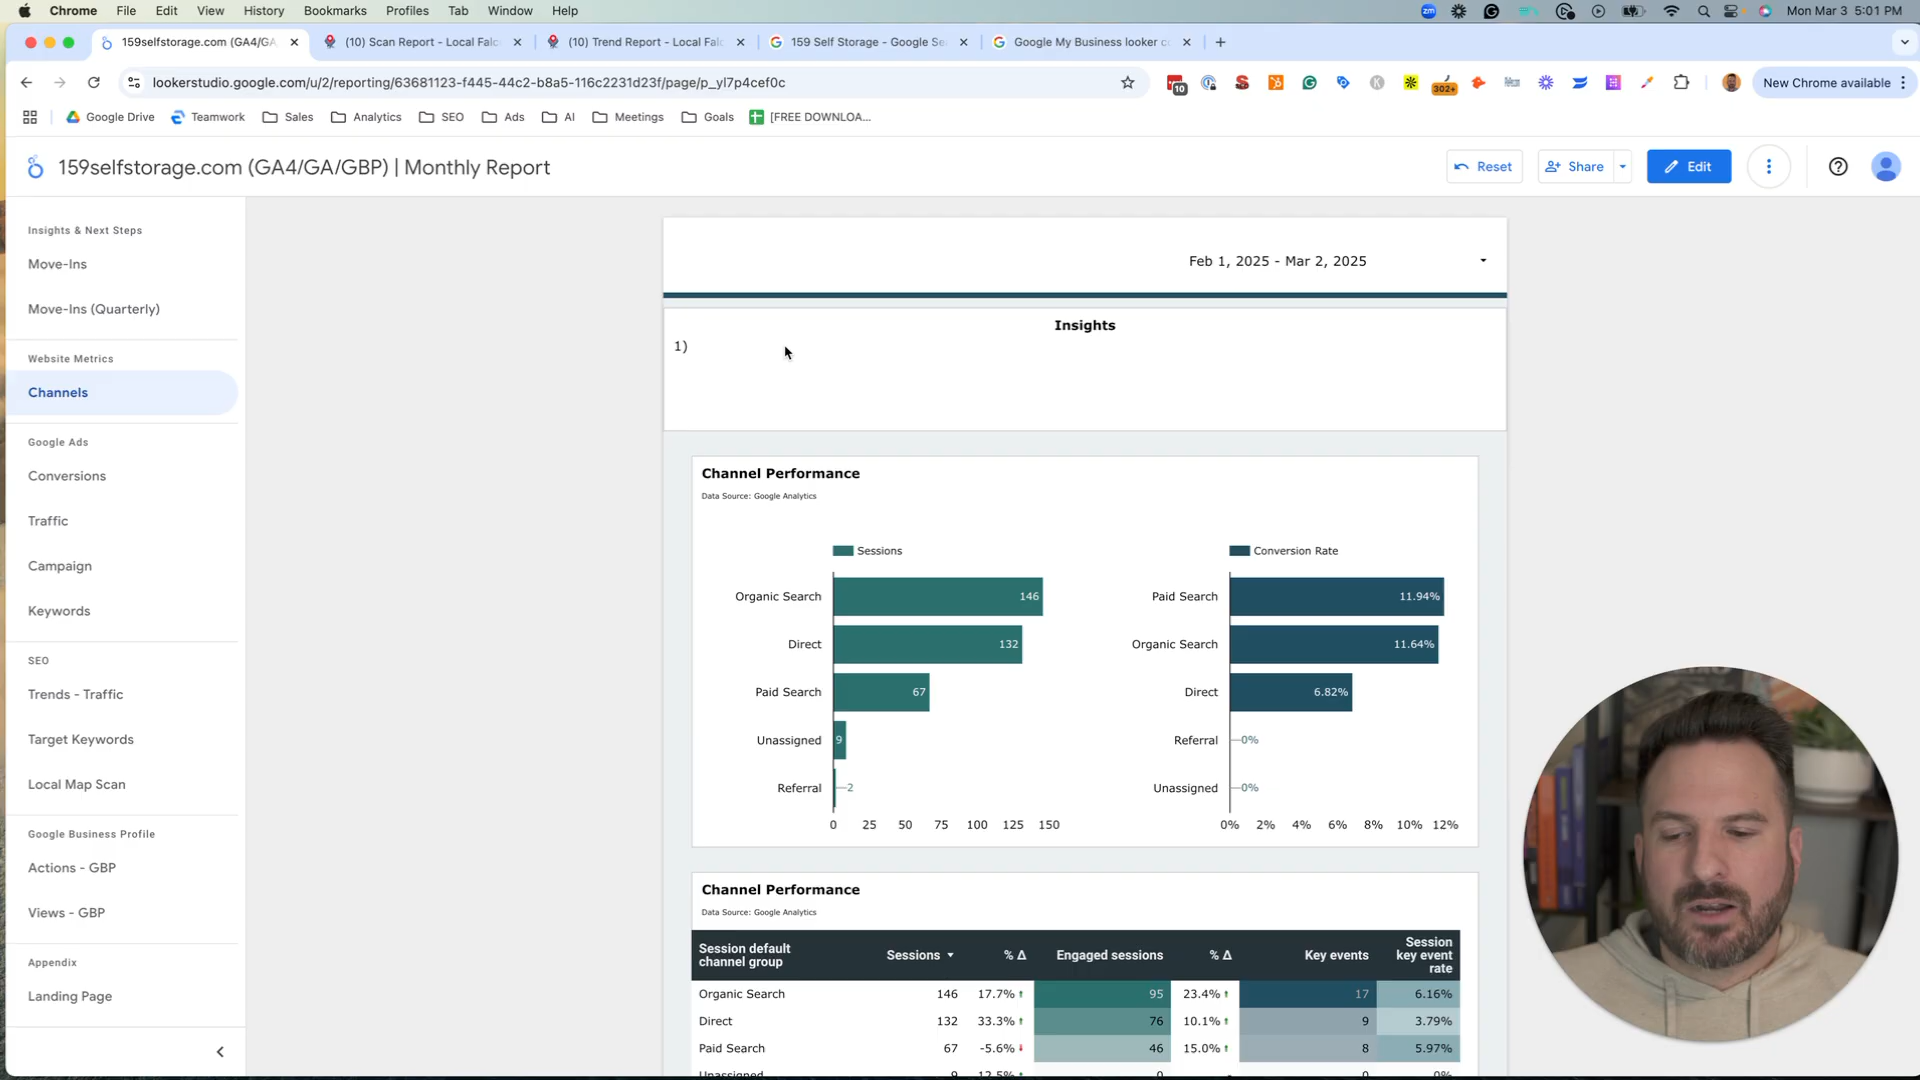 Chrome File Edit View History Bookmarks Profiles Tab Window Help
zm
Mon Mar 3 5:01 PM
159selfstorage.com (GA4/GA
(10) Scan Report - Local Falc
(10) Trend Report - Local Fal
159 Self Storage - Google Se
Google My Business looker c
lookerstudio.google.com/u/2/reporting/63681123-f445-44c2-b8a5-116c2231d23f/page/p_yl7p4cef0c
10
302+
New Chrome available
Google Drive
Teamwork
Sales
Analytics
SEO
Ads
AI
Meetings
Goals
[FREE DOWNLOA...
159selfstorage.com (GA4/GA/GBP) | Monthly Report
Reset
Share
Edit
Insights & Next Steps
Move-Ins
Move-Ins (Quarterly)
Website Metrics
Channels
Google Ads
Conversions
Traffic
Campaign
Keywords
SEO
Trends - Traffic
Target Keywords
Local Map Scan
Google Business Profile
Actions - GBP
Views - GBP
Appendix
Landing Page
Feb 1, 2025 - Mar 2, 2025
Insights
1)
Channel Performance
Data Source: Google Analytics
Sessions
Organic Search 146
Direct 132
Paid Search 67
Unassigned 9
Referral 2
0 25 50 75 100 125 150
Conversion Rate
Paid Search 11.94%
Organic Search 11.64%
Direct 6.82%
Referral 0%
Unassigned 0%
0% 2% 4% 6% 8% 10% 12%
Channel Performance
Data Source: Google Analytics
Session default channel group Sessions % Δ Engaged sessions % Δ Key events Session key event rate
Organic Search 146 17.7% 95 23.4% 17 6.16%
Direct 132 33.3% 76 10.1% 9 3.79%
Paid Search 67 -5.6% 46 15.0% 8 5.97%
Unassigned 9 12.5% 0 - 0 0%